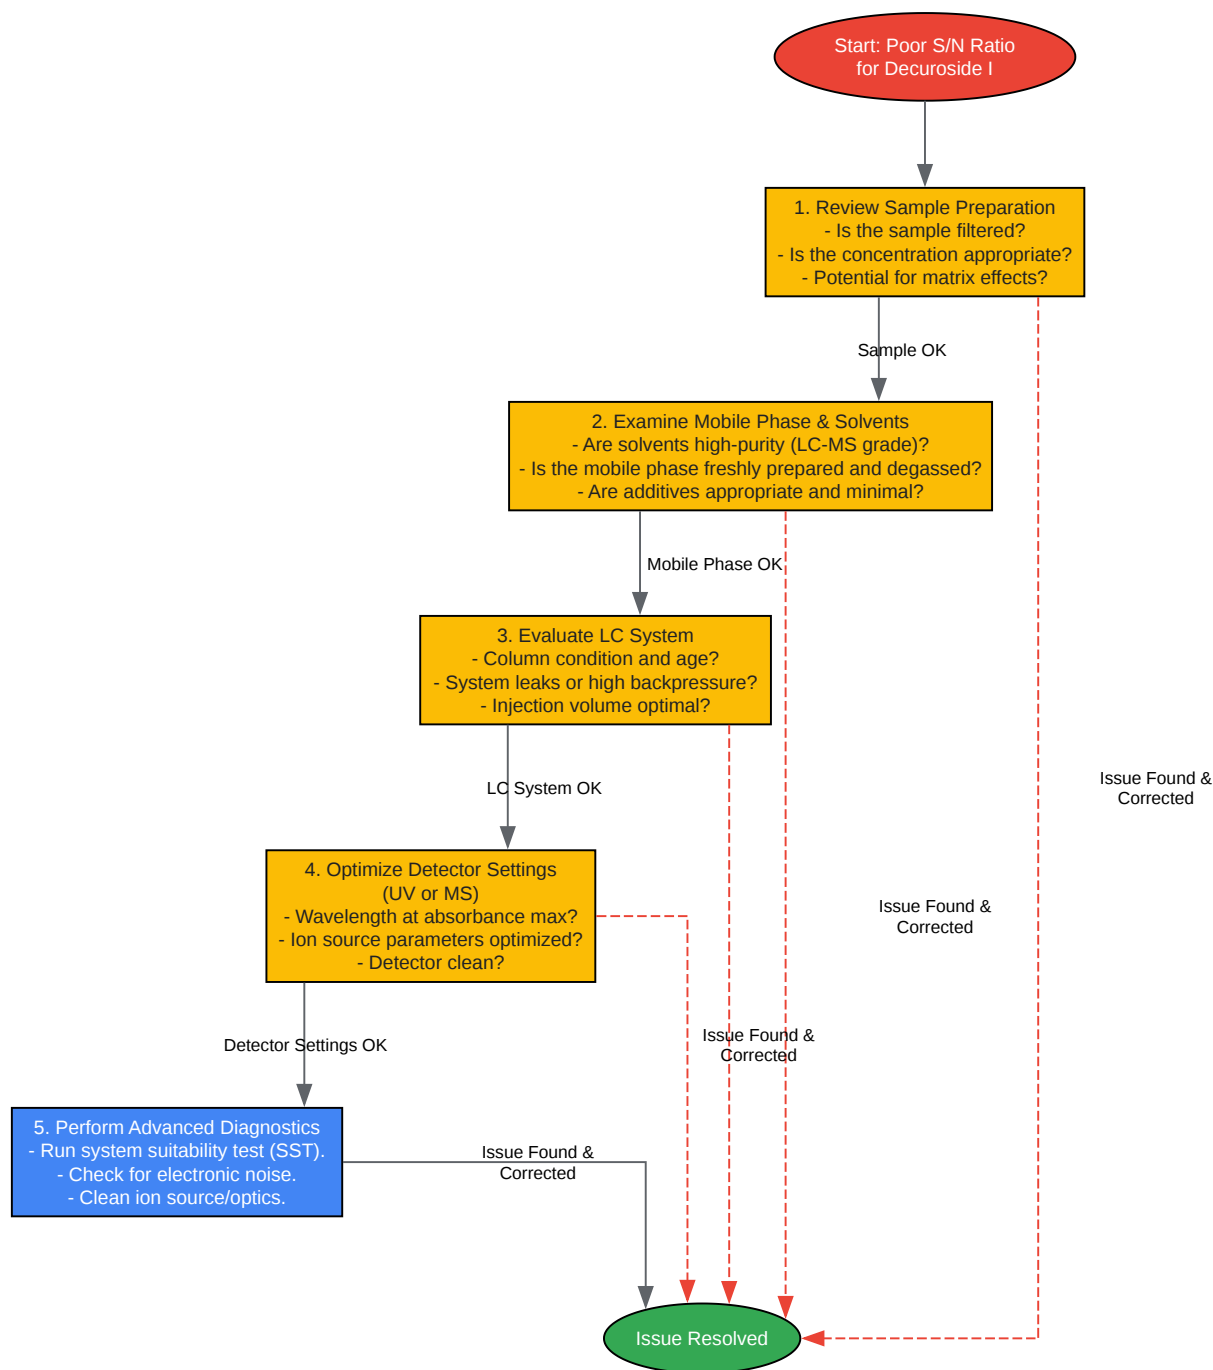 Start: Poor S/N Ratio
for Decuroside I
1. Review Sample Preparation
- Is the sample filtered?
- Is the concentration appropriate?
- Potential for matrix effects?
Sample OK
2. Examine Mobile Phase & Solvents
- Are solvents high-purity (LC-MS grade)?
- Is the mobile phase freshly prepared and degassed?
- Are additives appropriate and minimal?
Mobile Phase OK
3. Evaluate LC System
- Column condition and age?
- System leaks or high backpressure?
- Injection volume optimal?
LC System OK
Issue Found &
Corrected
4. Optimize Detector Settings
(UV or MS)
- Wavelength at absorbance max?
- Ion source parameters optimized?
- Detector clean?
Issue Found &
Corrected
Detector Settings OK
Issue Found &
Corrected
5. Perform Advanced Diagnostics
- Run system suitability test (SST).
- Check for electronic noise.
- Clean ion source/optics.
Issue Found &
Corrected
Issue Resolved